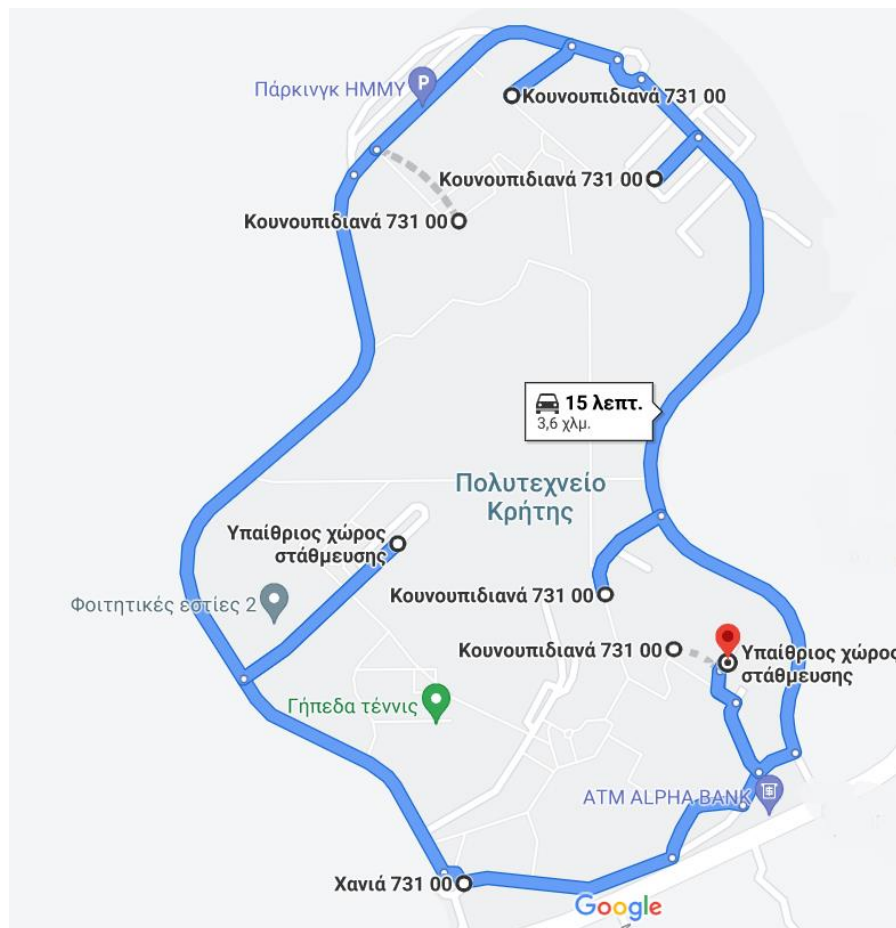 Πάρκινγκ ΗΜΜΥ
P
Κουνουπιδιανά 731 00
Κουνουπιδιανά 731 00
Κουνουπιδιανά 731 00
15 λεπτ.
3,6 χλμ.
Πολυτεχνείο
Κρήτης
Υπαίθριος χώρος
στάθμευσης
Φοιτητικές εστίες 2
Κουνουπιδιανά 731 00
Κουνουπιδιανά 731 00
Υπαίθριος χώρος
στάθμευσης
Γήπεδα τέννις
ATM ALPHA BANK
$
Χανιά 731 00
Google